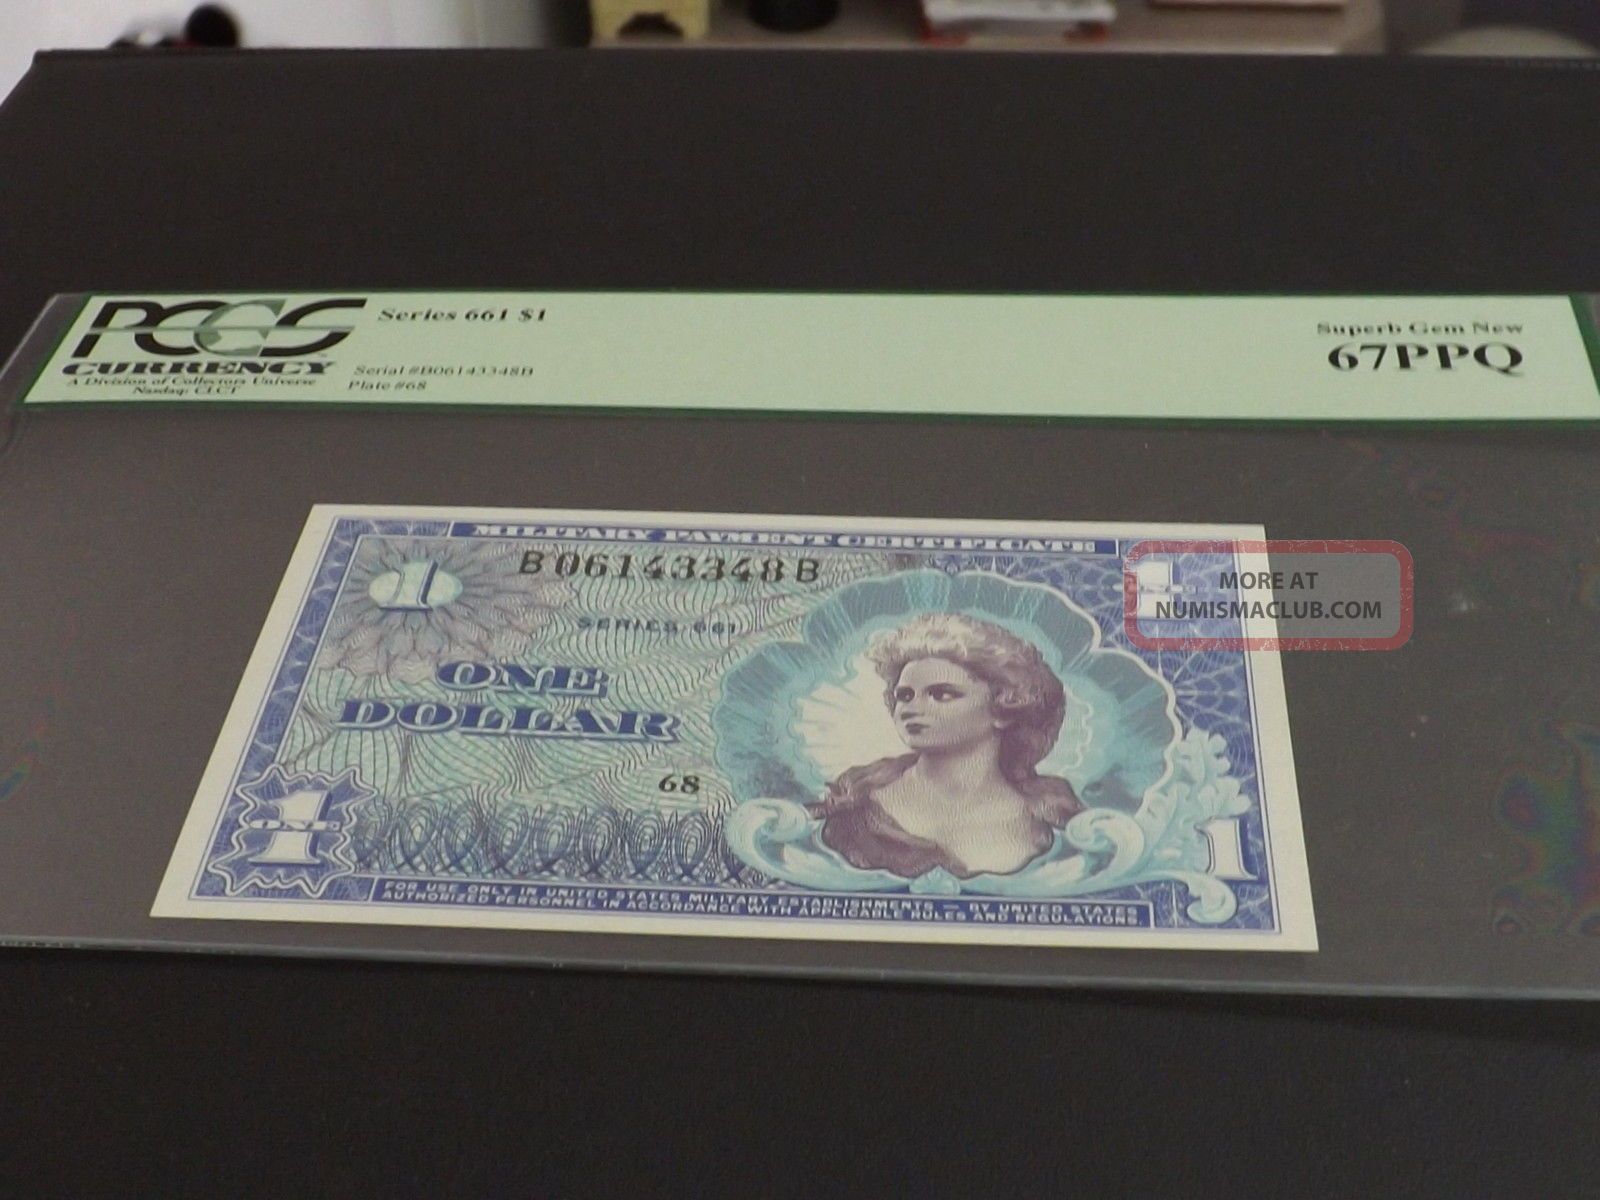 PCGS
CURRENCY
A Division of Collectors Universe
Nasdaq: CLCT
Series 661 $1
Serial #B06143348B
Plate #68
Superb Gem New
67PPQ
MILITARY PAYMENT CERTIFICATE
B06143348B
1
1
SERIES 661
ONE
DOLLAR
68
1
ONE
1
FOR USE ONLY IN UNITED STATES MILITARY ESTABLISHMENTS — BY UNITED STATES
AUTHORIZED PERSONNEL IN ACCORDANCE WITH APPLICABLE RULES AND REGULATIONS.
MORE AT
NUMISMACLUB.COM